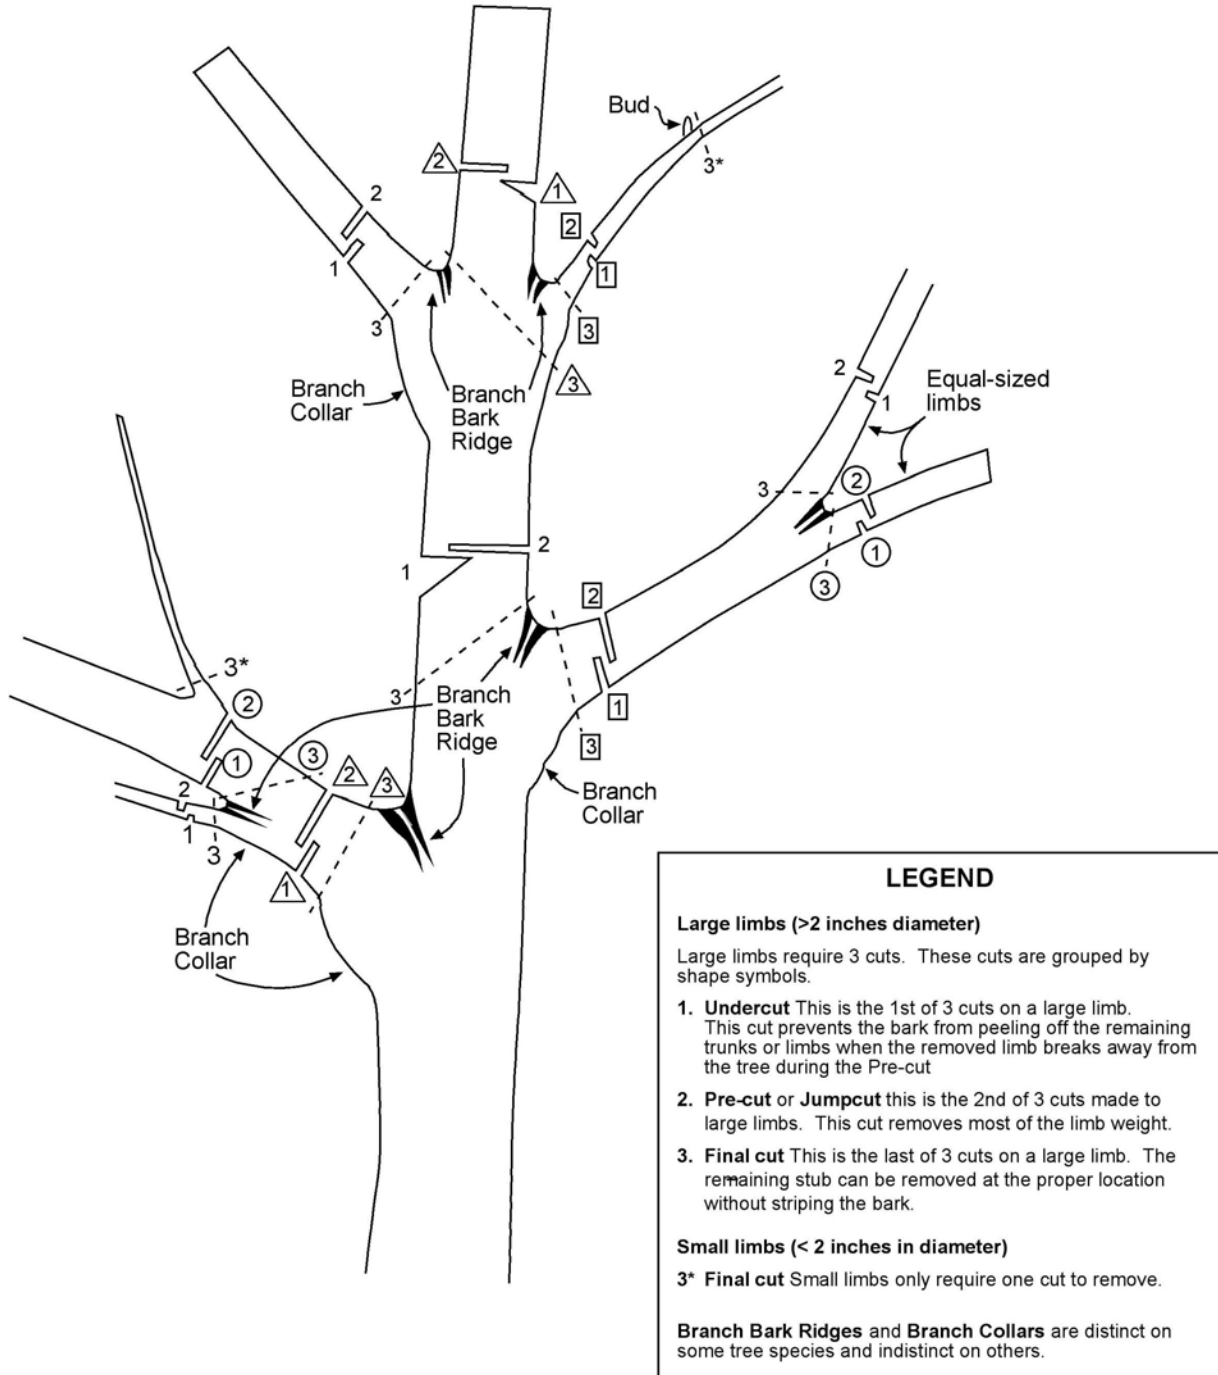 Bud
3*
2
1
2
2
1
1
3
3
Branch
Collar
Branch
Bark
Ridge
3
2
1
Equal-sized
limbs
3
2
1
3
2
1
2
1
3
3
Branch
Bark
Ridge
Branch
Collar
3*
2
1
3
2
3
2
1
3
1
Branch
Collar
LEGEND
Large limbs (>2 inches diameter)
Large limbs require 3 cuts. These cuts are grouped by
shape symbols.
1. Undercut This is the 1st of 3 cuts on a large limb.
This cut prevents the bark from peeling off the remaining
trunks or limbs when the removed limb breaks away from
the tree during the Pre-cut
2. Pre-cut or Jumpcut this is the 2nd of 3 cuts made to
large limbs. This cut removes most of the limb weight.
3. Final cut This is the last of 3 cuts on a large limb. The
remaining stub can be removed at the proper location
without striping the bark.
Small limbs (< 2 inches in diameter)
3* Final cut Small limbs only require one cut to remove.
Branch Bark Ridges and Branch Collars are distinct on
some tree species and indistinct on others.